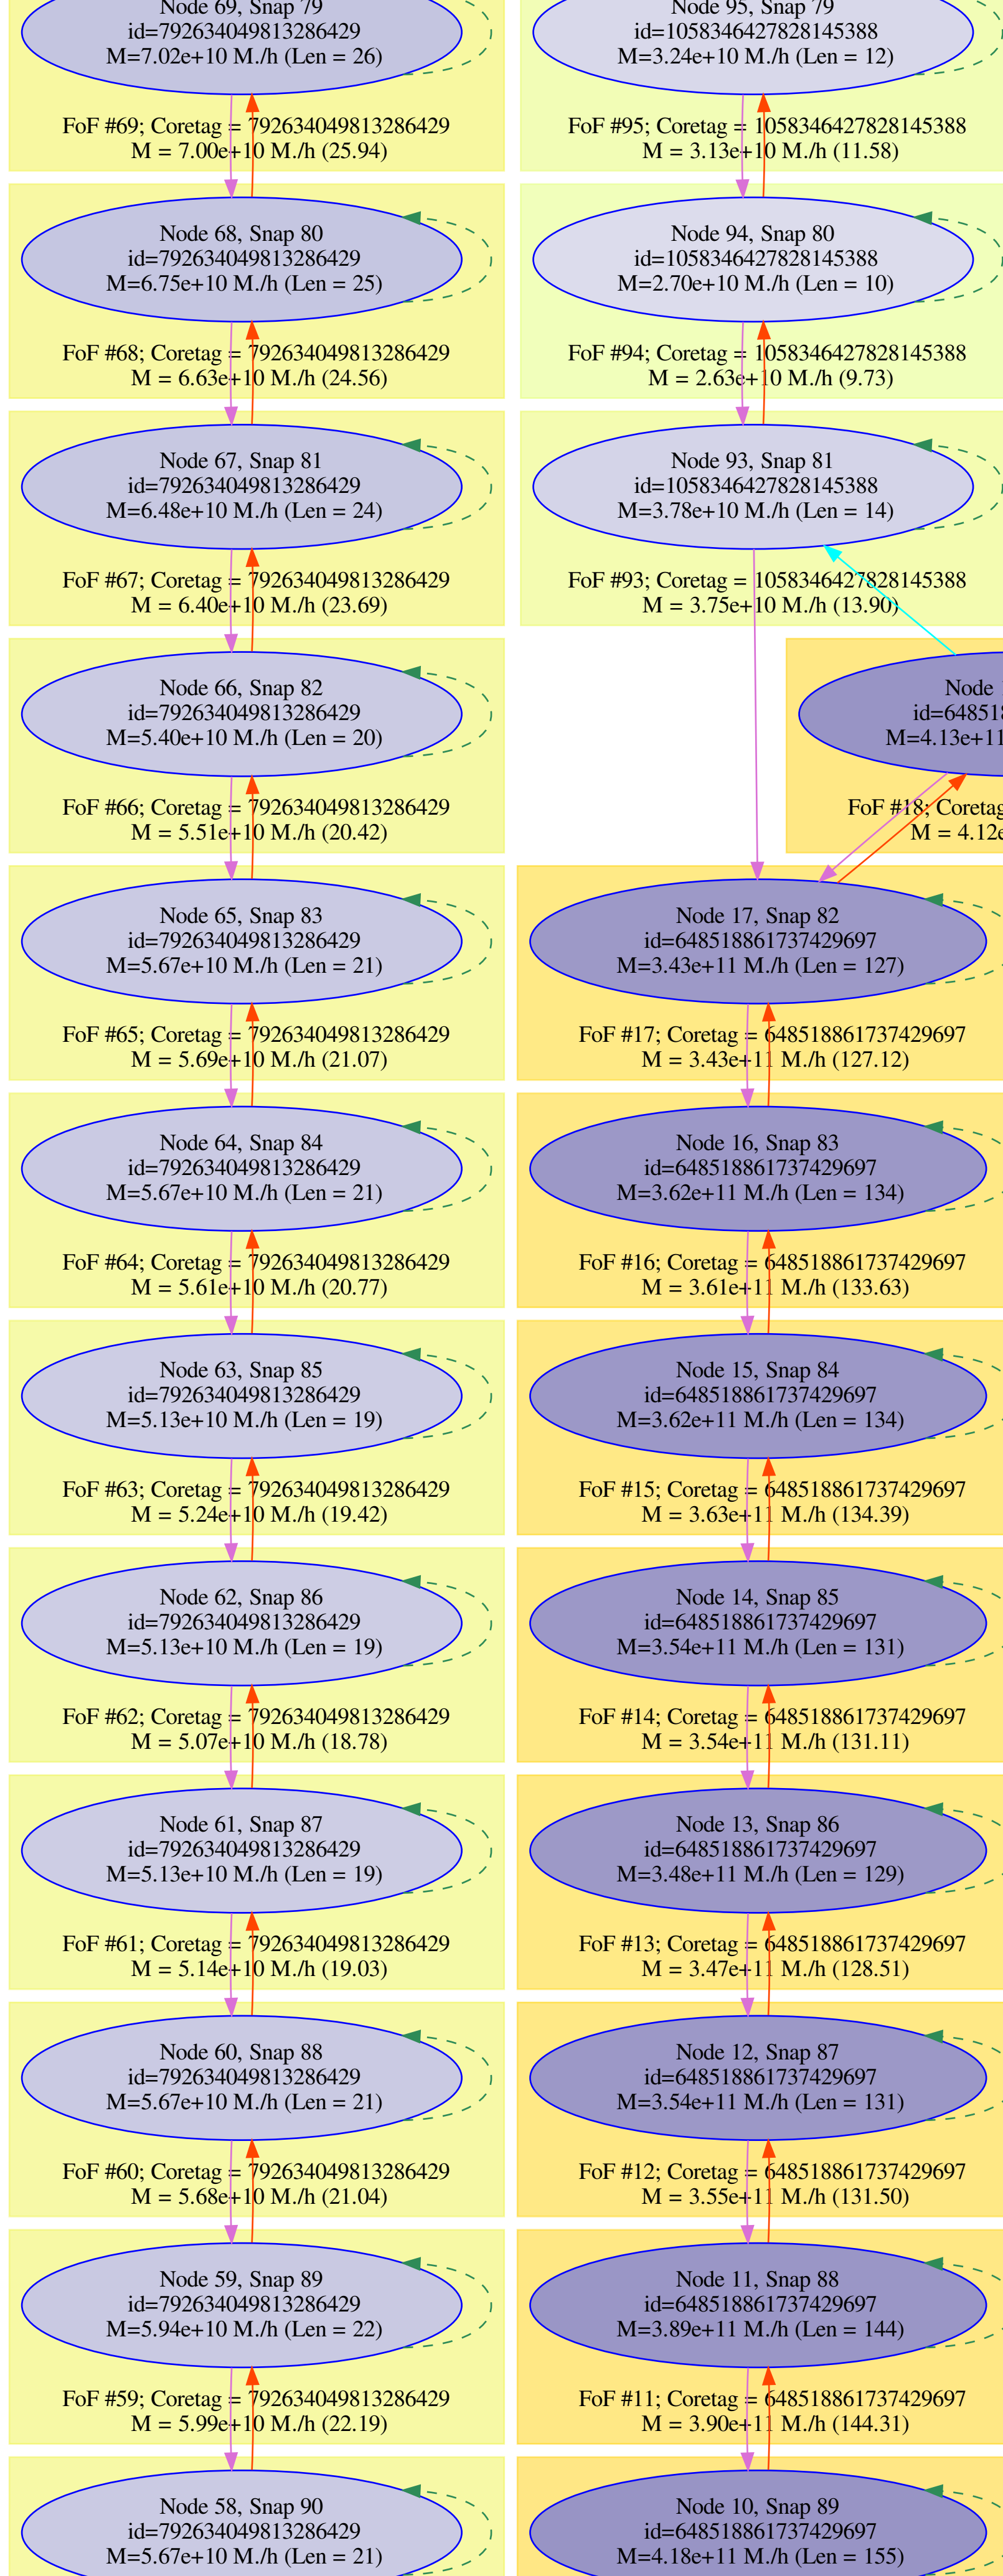 Node 69, Snap 79
id=792634049813286429
M=7.02e+10 M./h (Len = 26)
FoF #69; Coretag = 792634049813286429
M = 7.00e+10 M./h (25.94)
Node 68, Snap 80
id=792634049813286429
M=6.75e+10 M./h (Len = 25)
FoF #68; Coretag = 792634049813286429
M = 6.63e+10 M./h (24.56)
Node 67, Snap 81
id=792634049813286429
M=6.48e+10 M./h (Len = 24)
FoF #67; Coretag = 792634049813286429
M = 6.40e+10 M./h (23.69)
Node 66, Snap 82
id=792634049813286429
M=5.40e+10 M./h (Len = 20)
FoF #66; Coretag = 792634049813286429
M = 5.51e+10 M./h (20.42)
Node 65, Snap 83
id=792634049813286429
M=5.67e+10 M./h (Len = 21)
FoF #65; Coretag = 792634049813286429
M = 5.69e+10 M./h (21.07)
Node 64, Snap 84
id=792634049813286429
M=5.67e+10 M./h (Len = 21)
FoF #64; Coretag = 792634049813286429
M = 5.61e+10 M./h (20.77)
Node 63, Snap 85
id=792634049813286429
M=5.13e+10 M./h (Len = 19)
FoF #63; Coretag = 792634049813286429
M = 5.24e+10 M./h (19.42)
Node 62, Snap 86
id=792634049813286429
M=5.13e+10 M./h (Len = 19)
FoF #62; Coretag = 792634049813286429
M = 5.07e+10 M./h (18.78)
Node 61, Snap 87
id=792634049813286429
M=5.13e+10 M./h (Len = 19)
FoF #61; Coretag = 792634049813286429
M = 5.14e+10 M./h (19.03)
Node 60, Snap 88
id=792634049813286429
M=5.67e+10 M./h (Len = 21)
FoF #60; Coretag = 792634049813286429
M = 5.68e+10 M./h (21.04)
Node 59, Snap 89
id=792634049813286429
M=5.94e+10 M./h (Len = 22)
FoF #59; Coretag = 792634049813286429
M = 5.99e+10 M./h (22.19)
Node 58, Snap 90
id=792634049813286429
M=5.67e+10 M./h (Len = 21)
Node 95, Snap 79
id=1058346427828145388
M=3.24e+10 M./h (Len = 12)
FoF #95; Coretag = 1058346427828145388
M = 3.13e+10 M./h (11.58)
Node 94, Snap 80
id=1058346427828145388
M=2.70e+10 M./h (Len = 10)
FoF #94; Coretag = 1058346427828145388
M = 2.63e+10 M./h (9.73)
Node 93, Snap 81
id=1058346427828145388
M=3.78e+10 M./h (Len = 14)
FoF #93; Coretag = 1058346427828145388
M = 3.75e+10 M./h (13.90)
Node
id=64851
M=4.13e+11
FoF #18; Coretag
M = 4.12
Node 17, Snap 82
id=648518861737429697
M=3.43e+11 M./h (Len = 127)
FoF #17; Coretag = 648518861737429697
M = 3.43e+11 M./h (127.12)
Node 16, Snap 83
id=648518861737429697
M=3.62e+11 M./h (Len = 134)
FoF #16; Coretag = 648518861737429697
M = 3.61e+11 M./h (133.63)
Node 15, Snap 84
id=648518861737429697
M=3.62e+11 M./h (Len = 134)
FoF #15; Coretag = 648518861737429697
M = 3.63e+11 M./h (134.39)
Node 14, Snap 85
id=648518861737429697
M=3.54e+11 M./h (Len = 131)
FoF #14; Coretag = 648518861737429697
M = 3.54e+11 M./h (131.11)
Node 13, Snap 86
id=648518861737429697
M=3.48e+11 M./h (Len = 129)
FoF #13; Coretag = 648518861737429697
M = 3.47e+11 M./h (128.51)
Node 12, Snap 87
id=648518861737429697
M=3.54e+11 M./h (Len = 131)
FoF #12; Coretag = 648518861737429697
M = 3.55e+11 M./h (131.50)
Node 11, Snap 88
id=648518861737429697
M=3.89e+11 M./h (Len = 144)
FoF #11; Coretag = 648518861737429697
M = 3.90e+11 M./h (144.31)
Node 10, Snap 89
id=648518861737429697
M=4.18e+11 M./h (Len = 155)